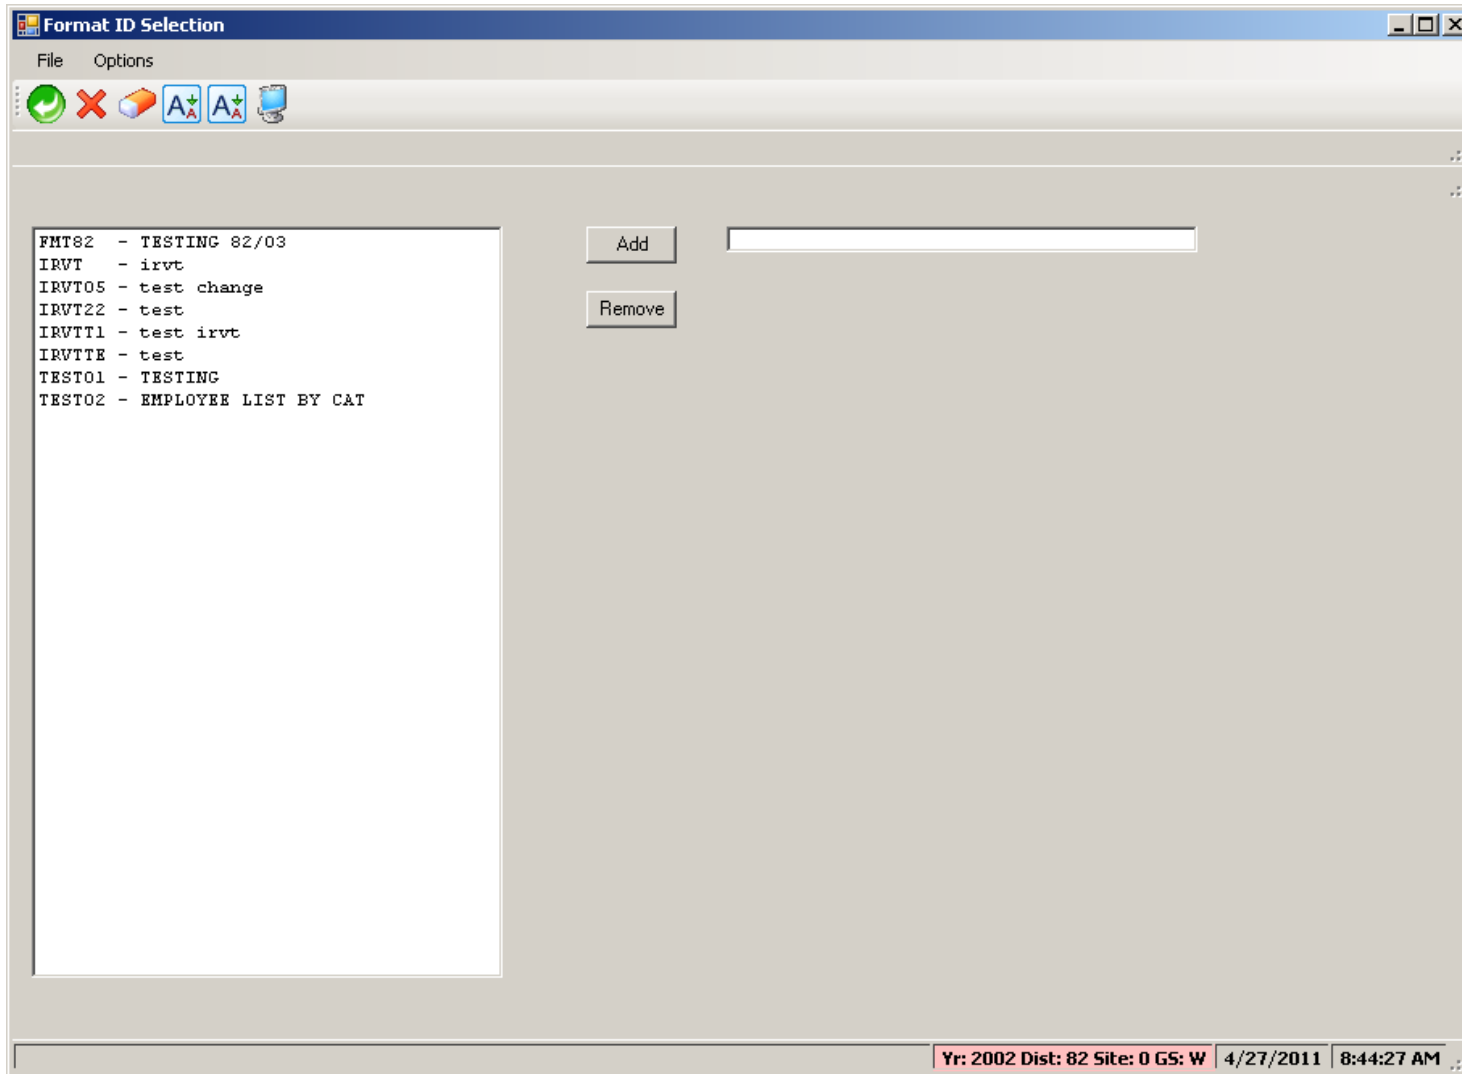 Format ID Selection
File Options
FMT82  - TESTING 82/03
IRVT   - irvt
IRVT05 - test change
IRVT22 - test
IRVTT1 - test irvt
IRVTTE - test
TEST01 - TESTING
TEST02 - EMPLOYEE LIST BY CAT
Add
Remove
Yr: 2002 Dist: 82 Site: 0 GS: W 4/27/2011 8:44:27 AM